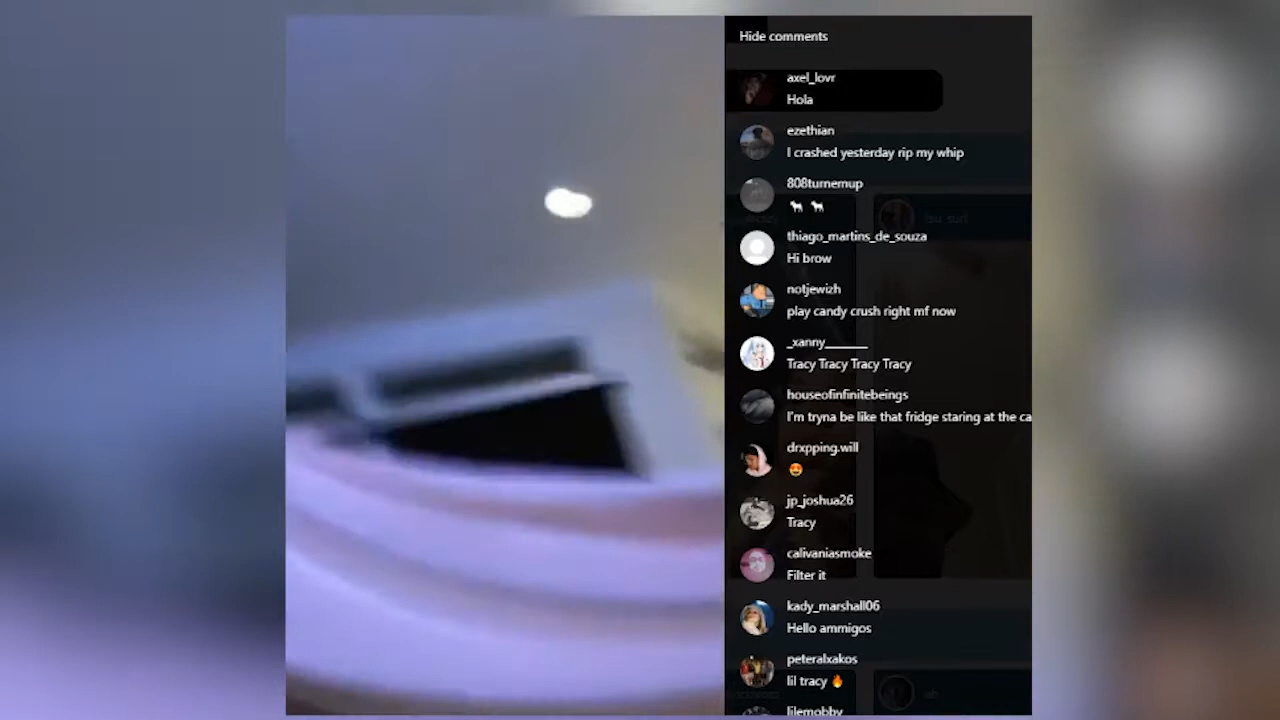 Hide comments
axel_lovr
Hola
ezethian
I crashed yesterday rip my whip
808turnemup
🐕 🐕
thiago_martins_de_souza
Hi brow
notjewizh
play candy crush right mf now
_xanny______
Tracy Tracy Tracy Tracy
houseofinfinitebeings
I'm tryna be like that fridge staring at the ca
drxpping.will
😍
jp_joshua26
Tracy
calivaniasmoke
Filter it
kady_marshall06
Hello ammigos
peteralxakos
lil tracy 🔥
lilemobby